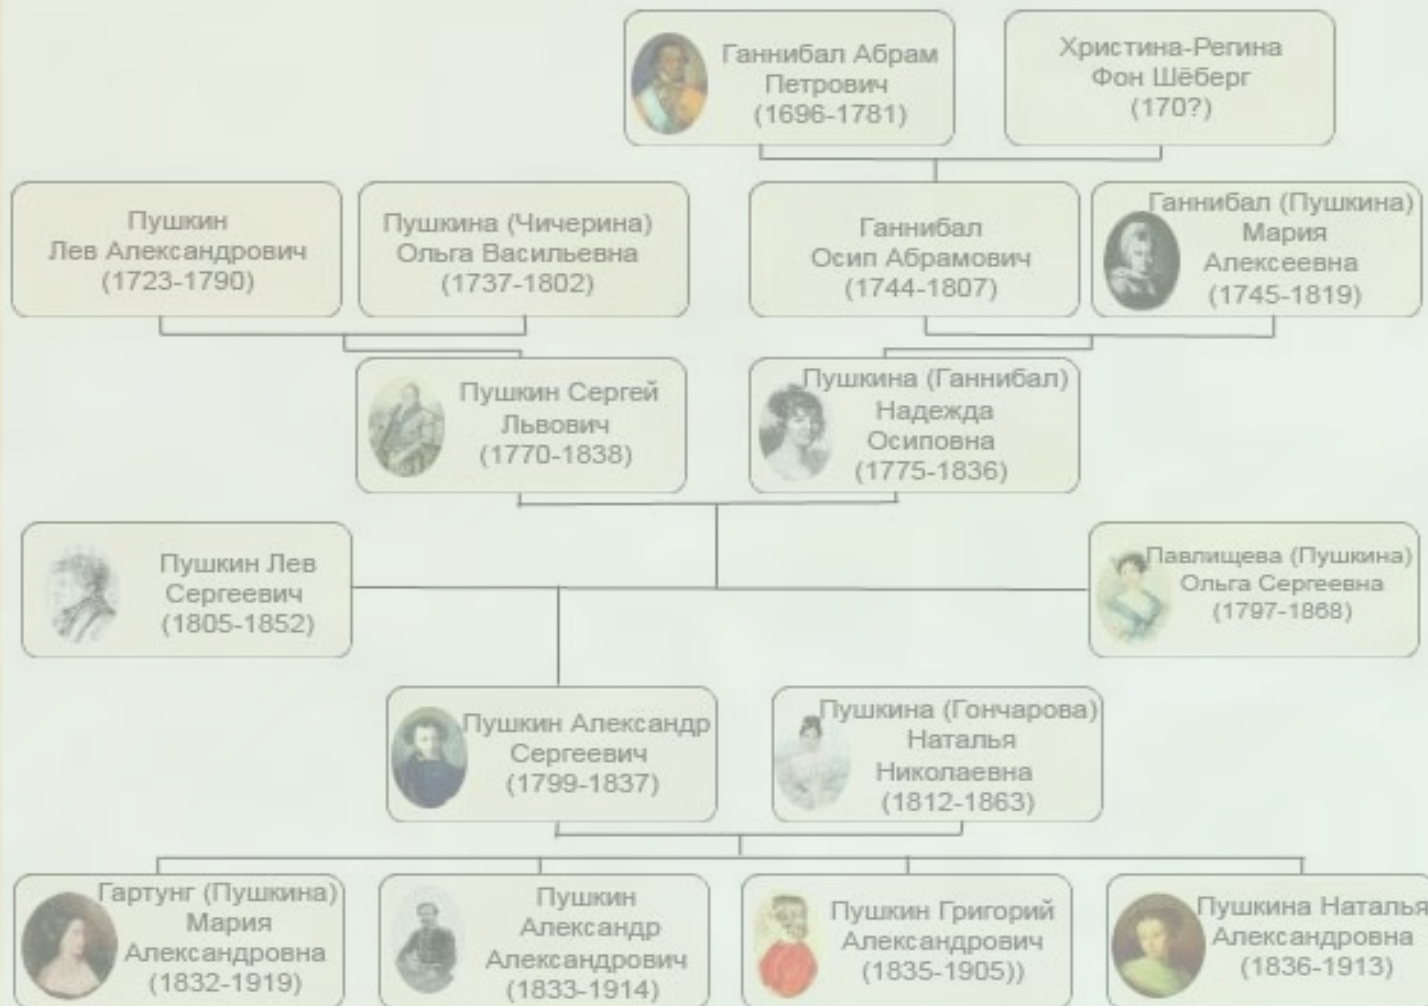 Ганнибал Абрам
Петрович
(1696-1781)
Христина-Регина
Фон Шёберг
(170?)
Пушкин
Лев Александрович
(1723-1790)
Пушкина (Чичерина)
Ольга Васильевна
(1737-1802)
Ганнибал
Осип Абрамович
(1744-1807)
Ганнибал (Пушкина)
Мария
Алексеевна
(1745-1819)
Пушкин Сергей
Львович
(1770-1838)
Пушкина (Ганнибал)
Надежда
Осиповна
(1775-1836)
Пушкин Лев
Сергеевич
(1805-1852)
Павлищева (Пушкина)
Ольга Сергеевна
(1797-1868)
Пушкин Александр
Сергеевич
(1799-1837)
Пушкина (Гончарова)
Наталья
Николаевна
(1812-1863)
Гартунг (Пушкина)
Мария
Александровна
(1832-1919)
Пушкин
Александр
Александрович
(1833-1914)
Пушкин Григорий
Александрович
(1835-1905))
Пушкина Наталья
Александровна
(1836-1913)